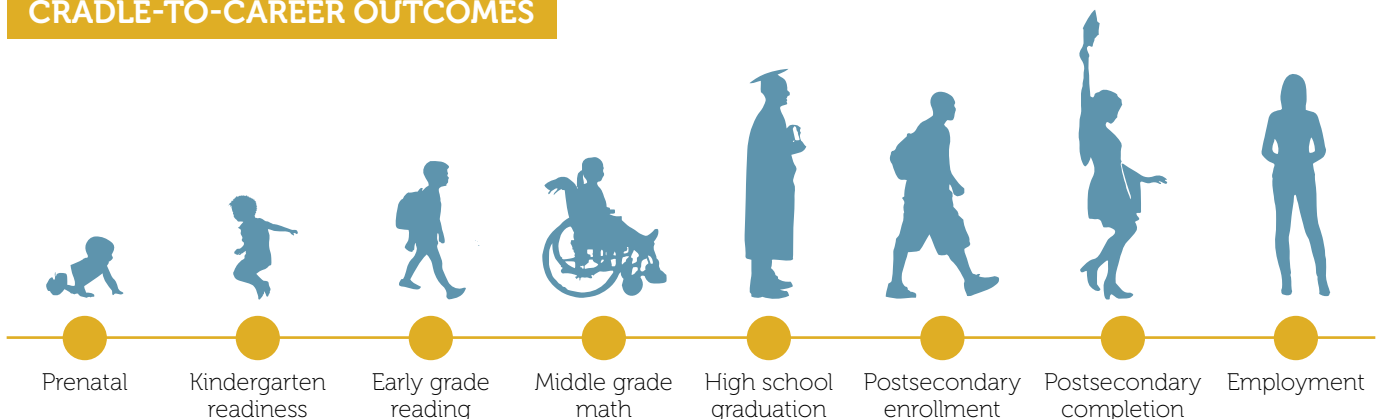 CRADLE-TO-CAREER OUTCOMES
Prenatal
Kindergarten
readiness
Early grade
reading
Middle grade
math
High school
graduation
Postsecondary
enrollment
Postsecondary
completion
Employment